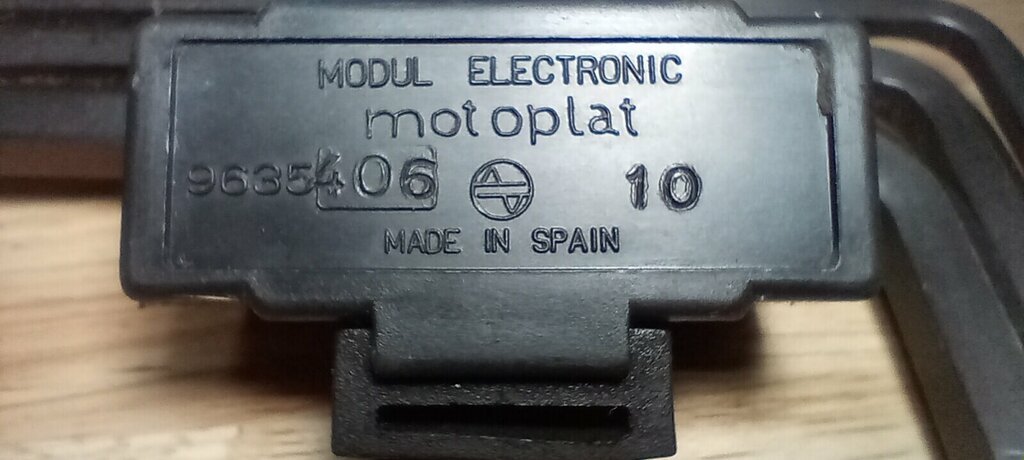 MODUL ELECTRONIC
motoplat
9635406 10
MADE IN SPAIN